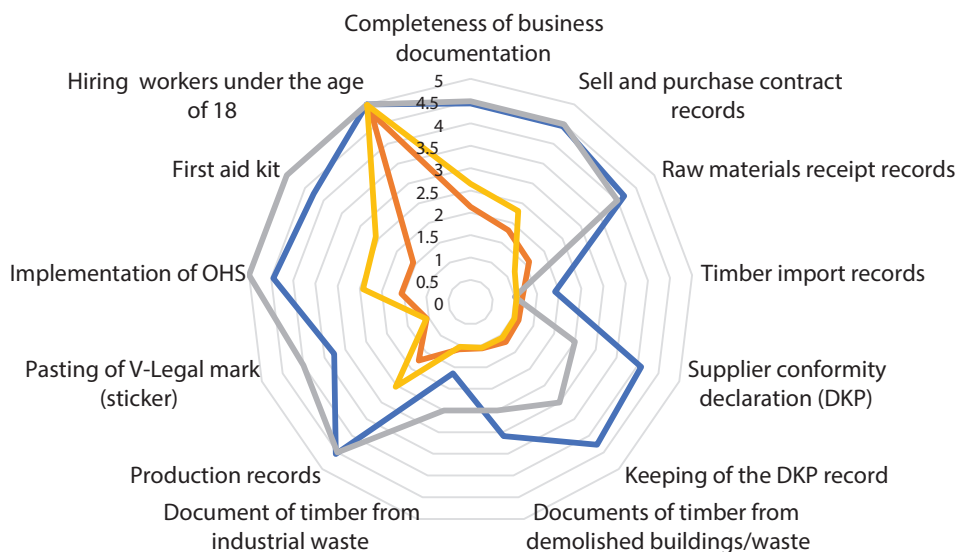 Completeness of business
documentation
Hiring  workers under the age
of 18
Sell and purchase contract
records
First aid kit
Raw materials receipt records
Implementation of OHS
Timber import records
Pasting of V-Legal mark
(sticker)
Supplier conformity
declaration (DKP)
Production records
Keeping of the DKP record
Document of timber from
industrial waste
Documents of timber from
demolished buildings/waste
5
4.5
4
3.5
3
2.5
2
1.5
1
0.5
0